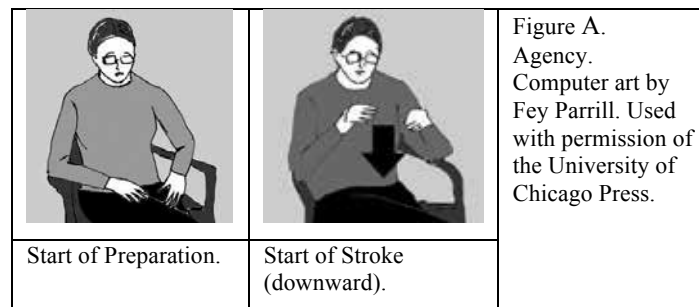 Figure A.
Agency.
Computer art by
Fey Parrill. Used
with permission of
the University of
Chicago Press.
Start of Preparation.
Start of Stroke
(downward).